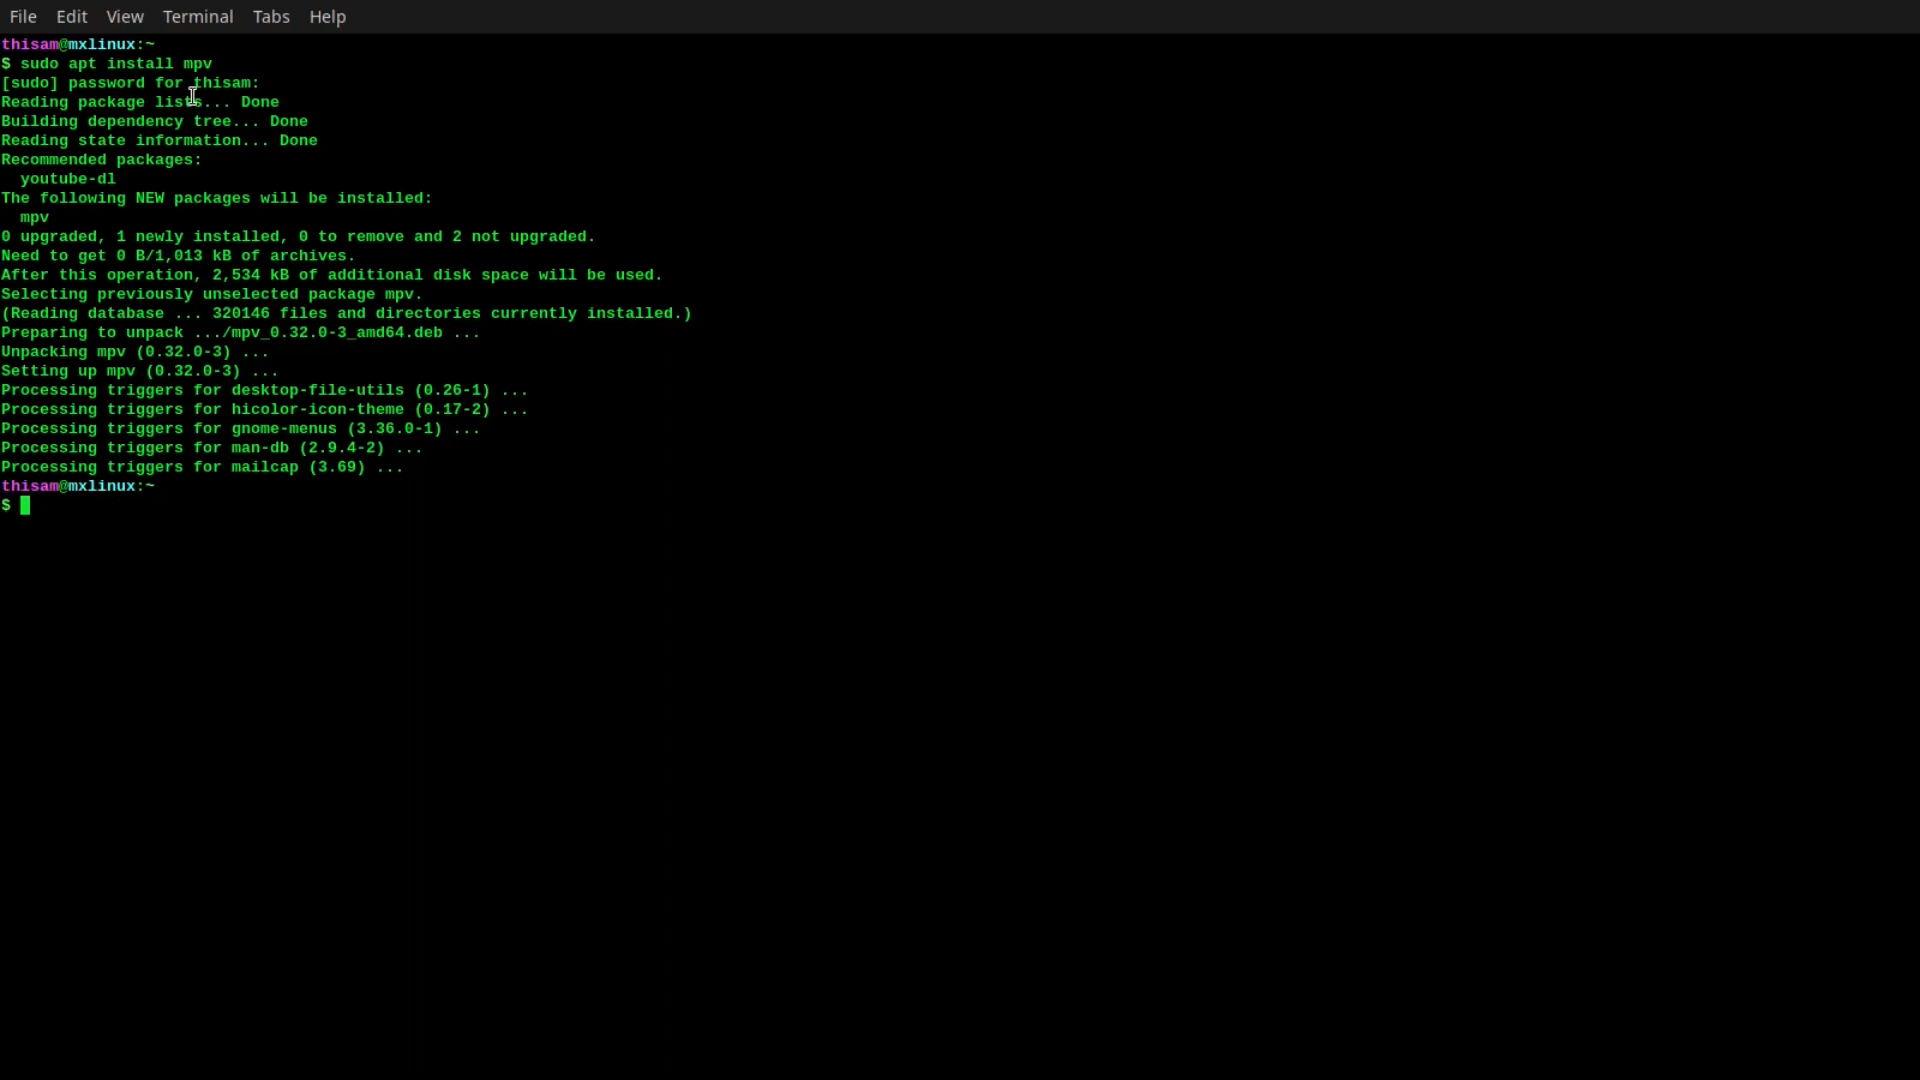 File Edit View Terminal Tabs Help
thisam@mxlinux:~
$ sudo apt install mpv
[sudo] password for thisam:
Reading package lists... Done
Building dependency tree... Done
Reading state information... Done
Recommended packages:
  youtube-dl
The following NEW packages will be installed:
  mpv
0 upgraded, 1 newly installed, 0 to remove and 2 not upgraded.
Need to get 0 B/1,013 kB of archives.
After this operation, 2,534 kB of additional disk space will be used.
Selecting previously unselected package mpv.
(Reading database ... 320146 files and directories currently installed.)
Preparing to unpack .../mpv_0.32.0-3_amd64.deb ...
Unpacking mpv (0.32.0-3) ...
Setting up mpv (0.32.0-3) ...
Processing triggers for desktop-file-utils (0.26-1) ...
Processing triggers for hicolor-icon-theme (0.17-2) ...
Processing triggers for gnome-menus (3.36.0-1) ...
Processing triggers for man-db (2.9.4-2) ...
Processing triggers for mailcap (3.69) ...
thisam@mxlinux:~
$